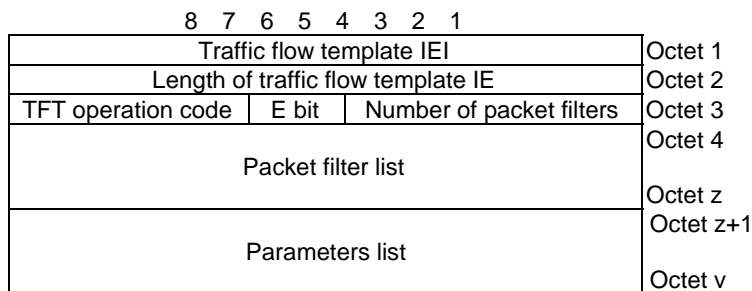 8 7 6 5 4 3 2 1
Traffic flow template IEI Octet 1
Length of traffic flow template IE Octet 2
TFT operation code E bit Number of packet filters Octet 3
Octet 4
Packet filter list
Octet z
Octet z+1
Parameters list
Octet v